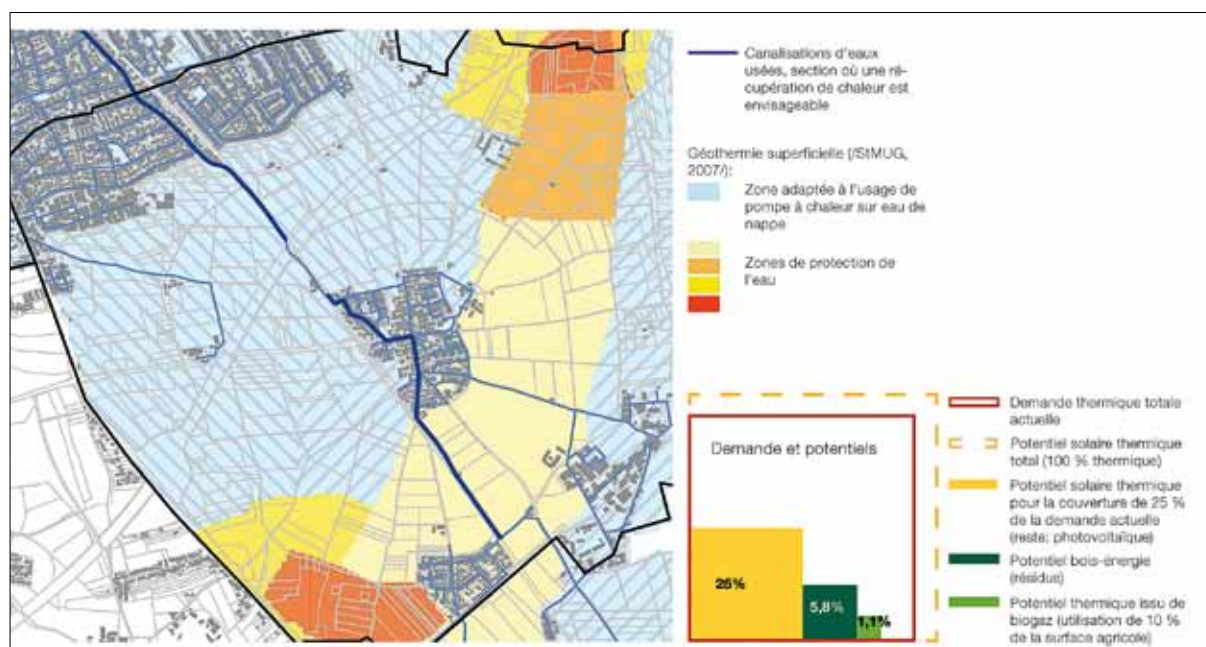 Canalisations d'eaux
usées, section où une ré-
cupération de chaleur est
envisageable
Géothermie superficielle [/StMUG,
2007/):
Zone adaptée à l'usage de
pompe à chaleur sur eau de
nappe
Zones de protection de
l'eau
Demande et potentiels
25%
5,8%
1,1%
Demande thermique totale
actuelle
Potentiel solaire thermique
total (100 % thermique)
Potentiel solaire thermique
pour la couverture de 25 %
de la demande actuelle
(reste: photovoltaïque)
Potentiel bois-énergie
(résidus)
Potentiel thermique issu de
biogaz (utilisation de 10 %
de la surface agricole)